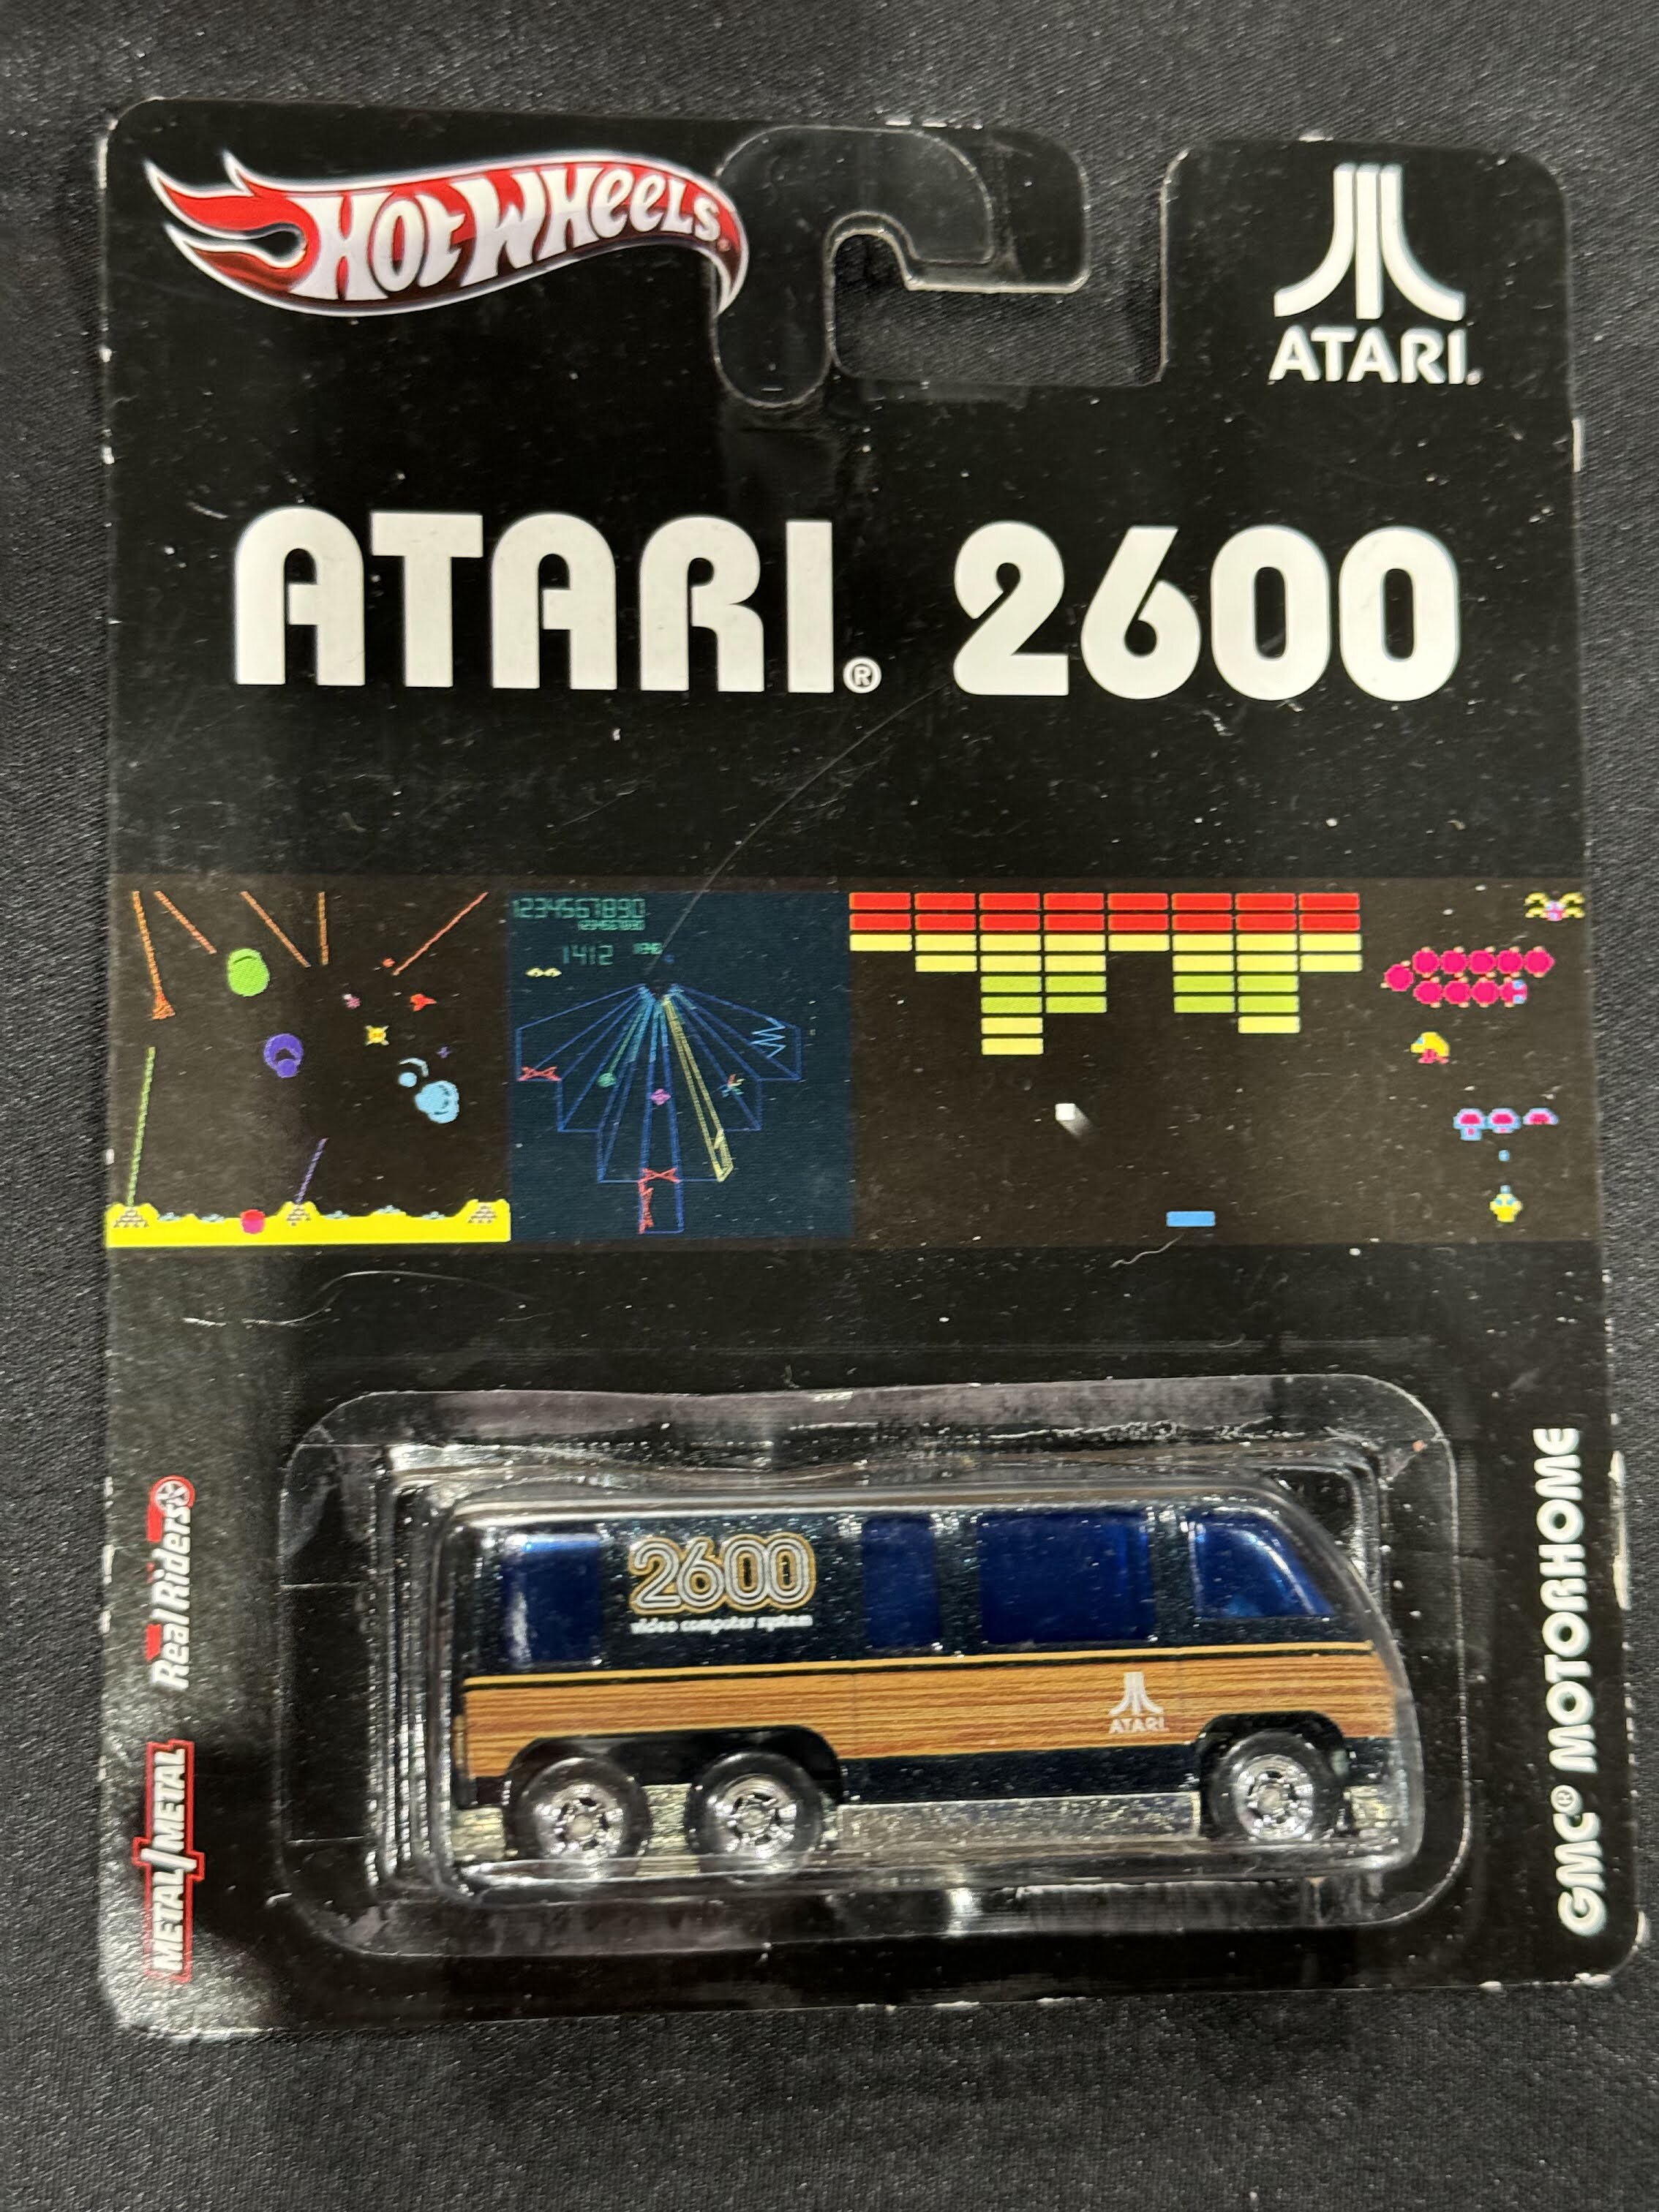 HOT WHEELS
ATARI®
ATARI® 2600
1234567890
1412
2600
video computer system
ATARI
Real Riders
METAL/METAL
GMC® MOTORHOME